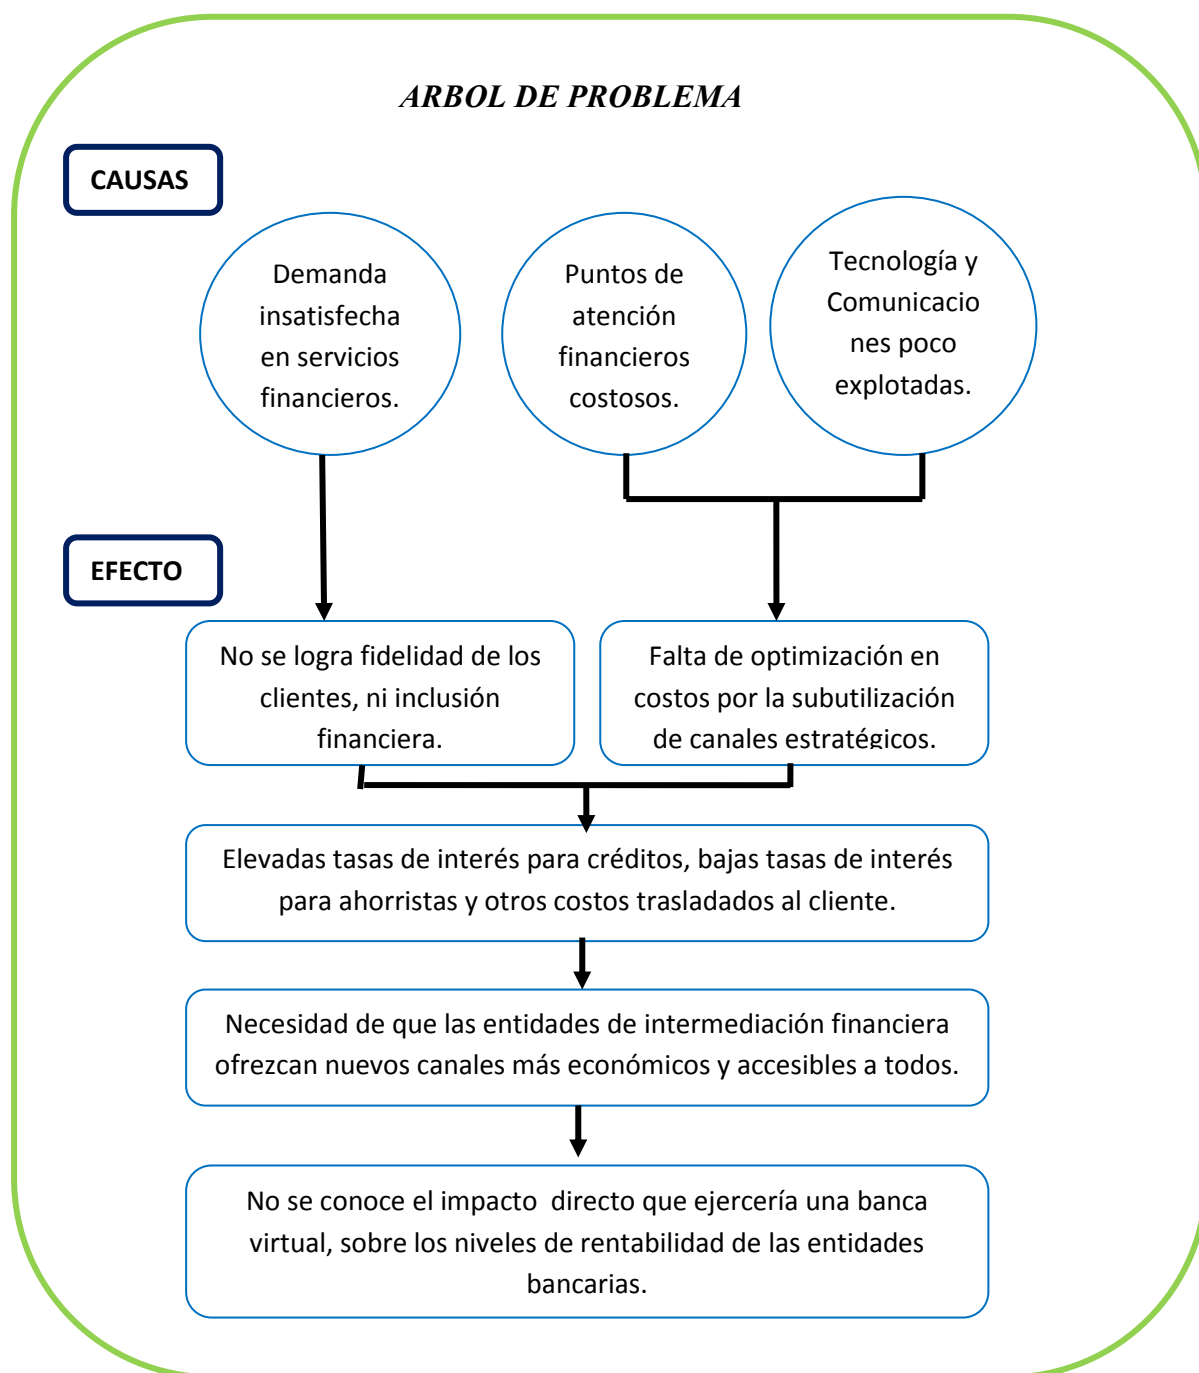 ARBOL DE PROBLEMA
CAUSAS
Demanda
insatisfecha
en servicios
financieros.
Puntos de
atención
financieros
costosos.
Tecnología y
Comunicacio
nes poco
explotadas.
EFECTO
No se logra fidelidad de los
clientes, ni inclusión
financiera.
Falta de optimización en
costos por la subutilización
de canales estratégicos.
Elevadas tasas de interés para créditos, bajas tasas de interés
para ahorristas y otros costos trasladados al cliente.
Necesidad de que las entidades de intermediación financiera
ofrezcan nuevos canales más económicos y accesibles a todos.
No se conoce el impacto  directo que ejercería una banca
virtual, sobre los niveles de rentabilidad de las entidades
bancarias.